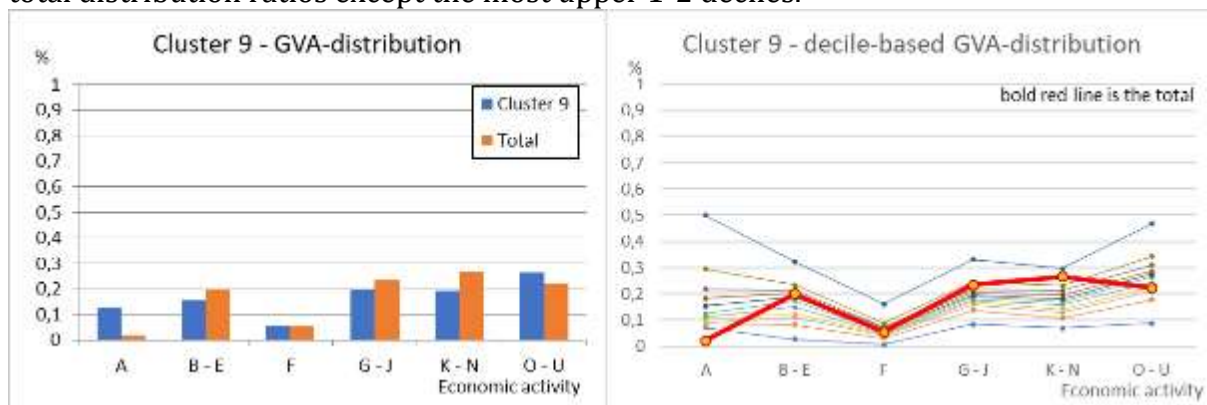 total distribution ratios except the most upper 1-2 deciles.
Cluster 9 - GVA-distribution
%
1
0,9
0,8
0,7
0,6
0,5
0,4
0,3
0,2
0,1
0
Cluster 9
Total
A B - E F G - J K - N O - U
Economic activity
Cluster 9 - decile-based GVA-distribution
%
bold red line is the total
1
0,9
0,8
0,7
0,6
0,5
0,4
0,3
0,2
0,1
0
A B - E F G - J K - N O - U
Economic activity